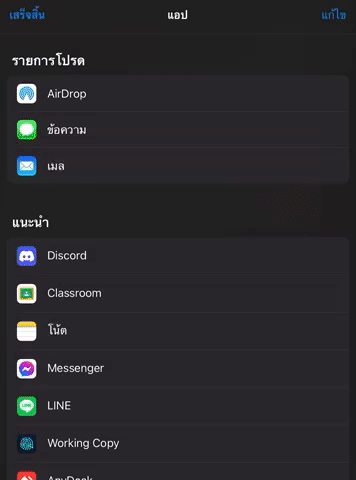 เสร็จสิ้น แอป แก้ไข
รายการโปรด
AirDrop
ข้อความ
เมล
แนะนำ
Discord
Classroom
โน้ต
Messenger
LINE
Working Copy
AnyDesk